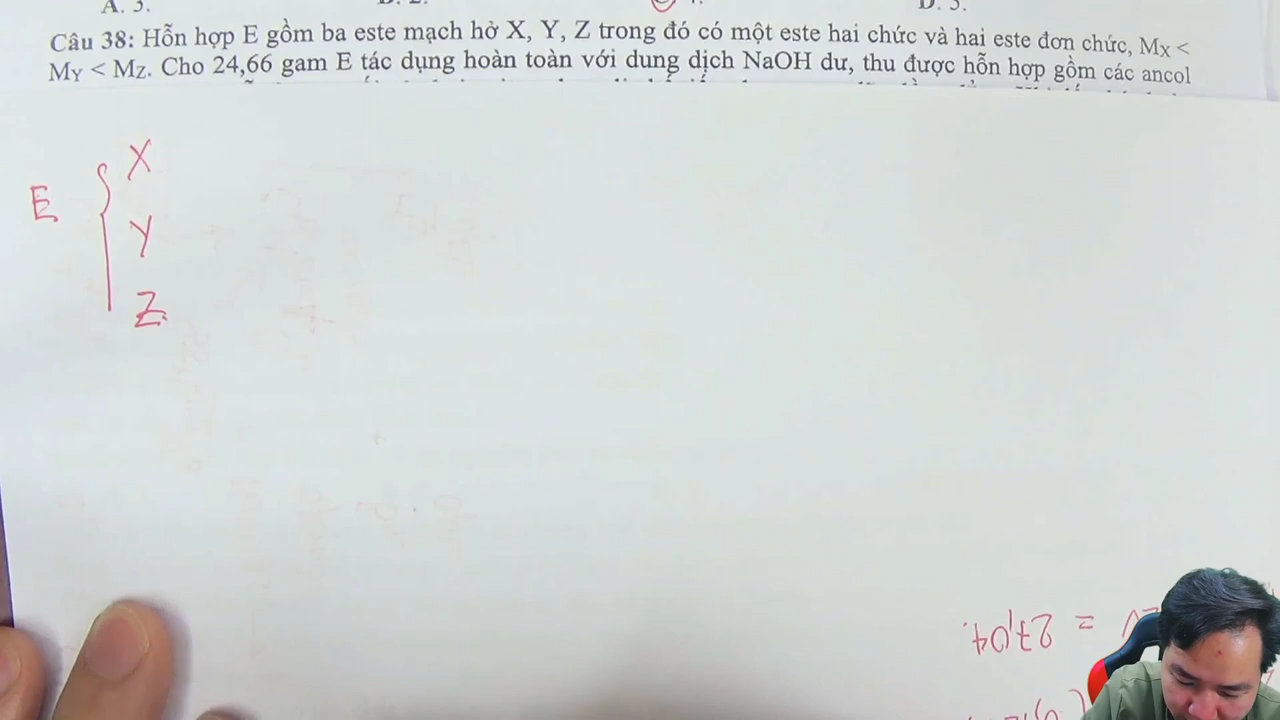 A. 3.
D. 5.
Câu 38: Hỗn hợp E gồm ba este mạch hở X, Y, Z trong đó có một este hai chức và hai este đơn chức, Mx <
MY < MZ. Cho 24,66 gam E tác dụng hoàn toàn với dung dịch NaOH dư, thu được hỗn hợp gồm các ancol
X
E
Y
Z
= 27,04.